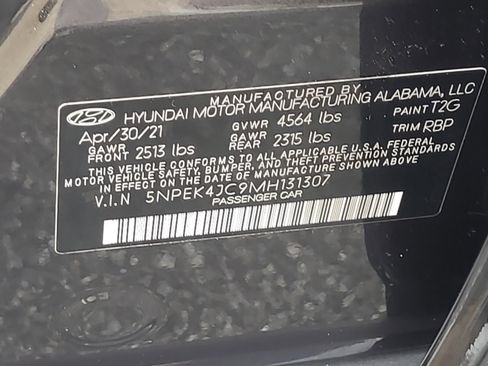 MANUFACTURED BY
HYUNDAI MOTOR MANUFACTURING ALABAMA, LLC
Apr/30/21 GVWR 4564 lbs PAINT T2G
GAWR FRONT 2513 lbs GAWR REAR 2315 lbs TRIM RBP
THIS VEHICLE CONFORMS TO ALL APPLICABLE U.S.A. FEDERAL
MOTOR VEHICLE SAFETY, BUMPER, AND THEFT PREVENTION STANDARDS
IN EFFECT ON THE DATE OF MANUFACTURE SHOWN ABOVE.
V.I.N 5NPEK4JC9MH131307
PASSENGER CAR